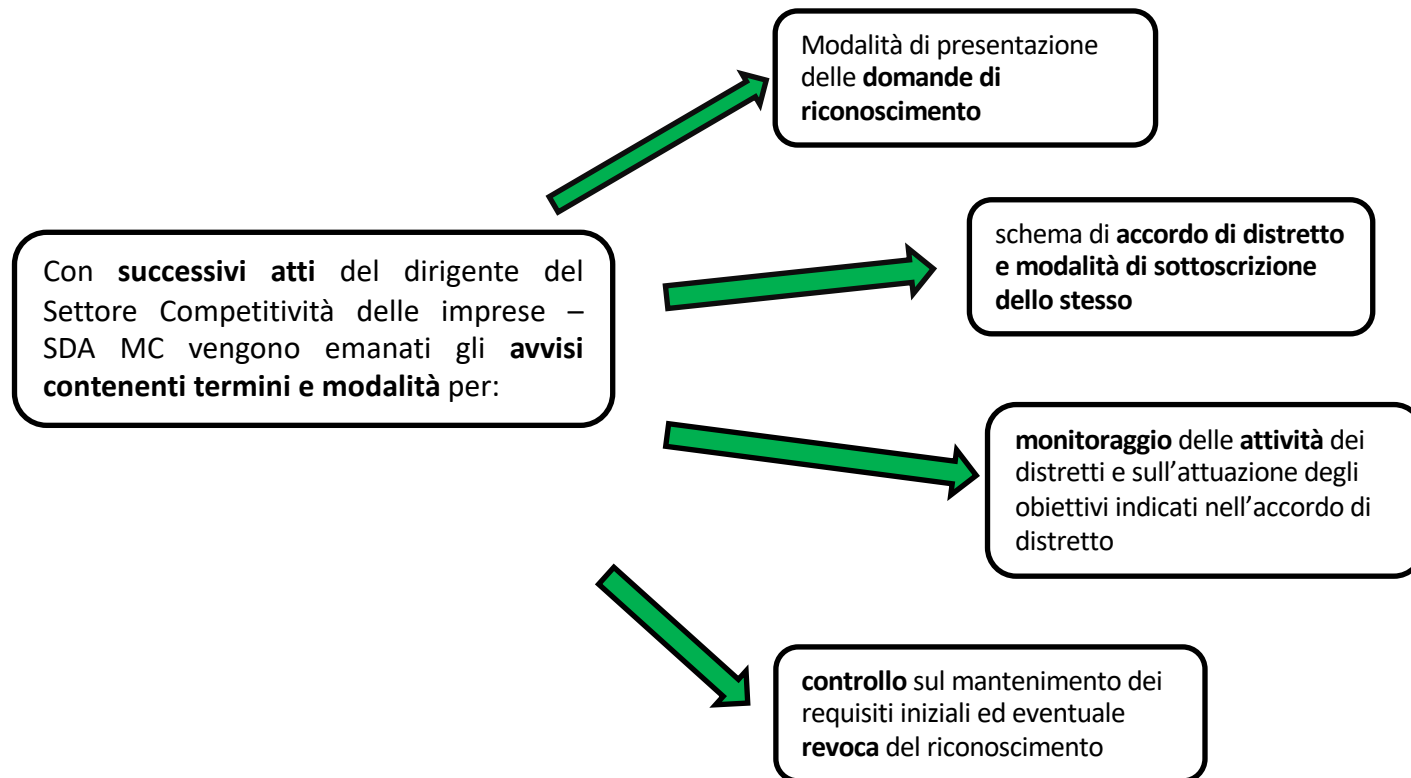 Modalità di presentazione
delle domande di
riconoscimento
Con successivi atti del dirigente del
Settore Competitività delle imprese –
SDA MC vengono emanati gli avvisi
contenenti termini e modalità per:
schema di accordo di distretto
e modalità di sottoscrizione
dello stesso
monitoraggio delle attività dei
distretti e sull’attuazione degli
obiettivi indicati nell’accordo di
distretto
controllo sul mantenimento dei
requisiti iniziali ed eventuale
revoca del riconoscimento